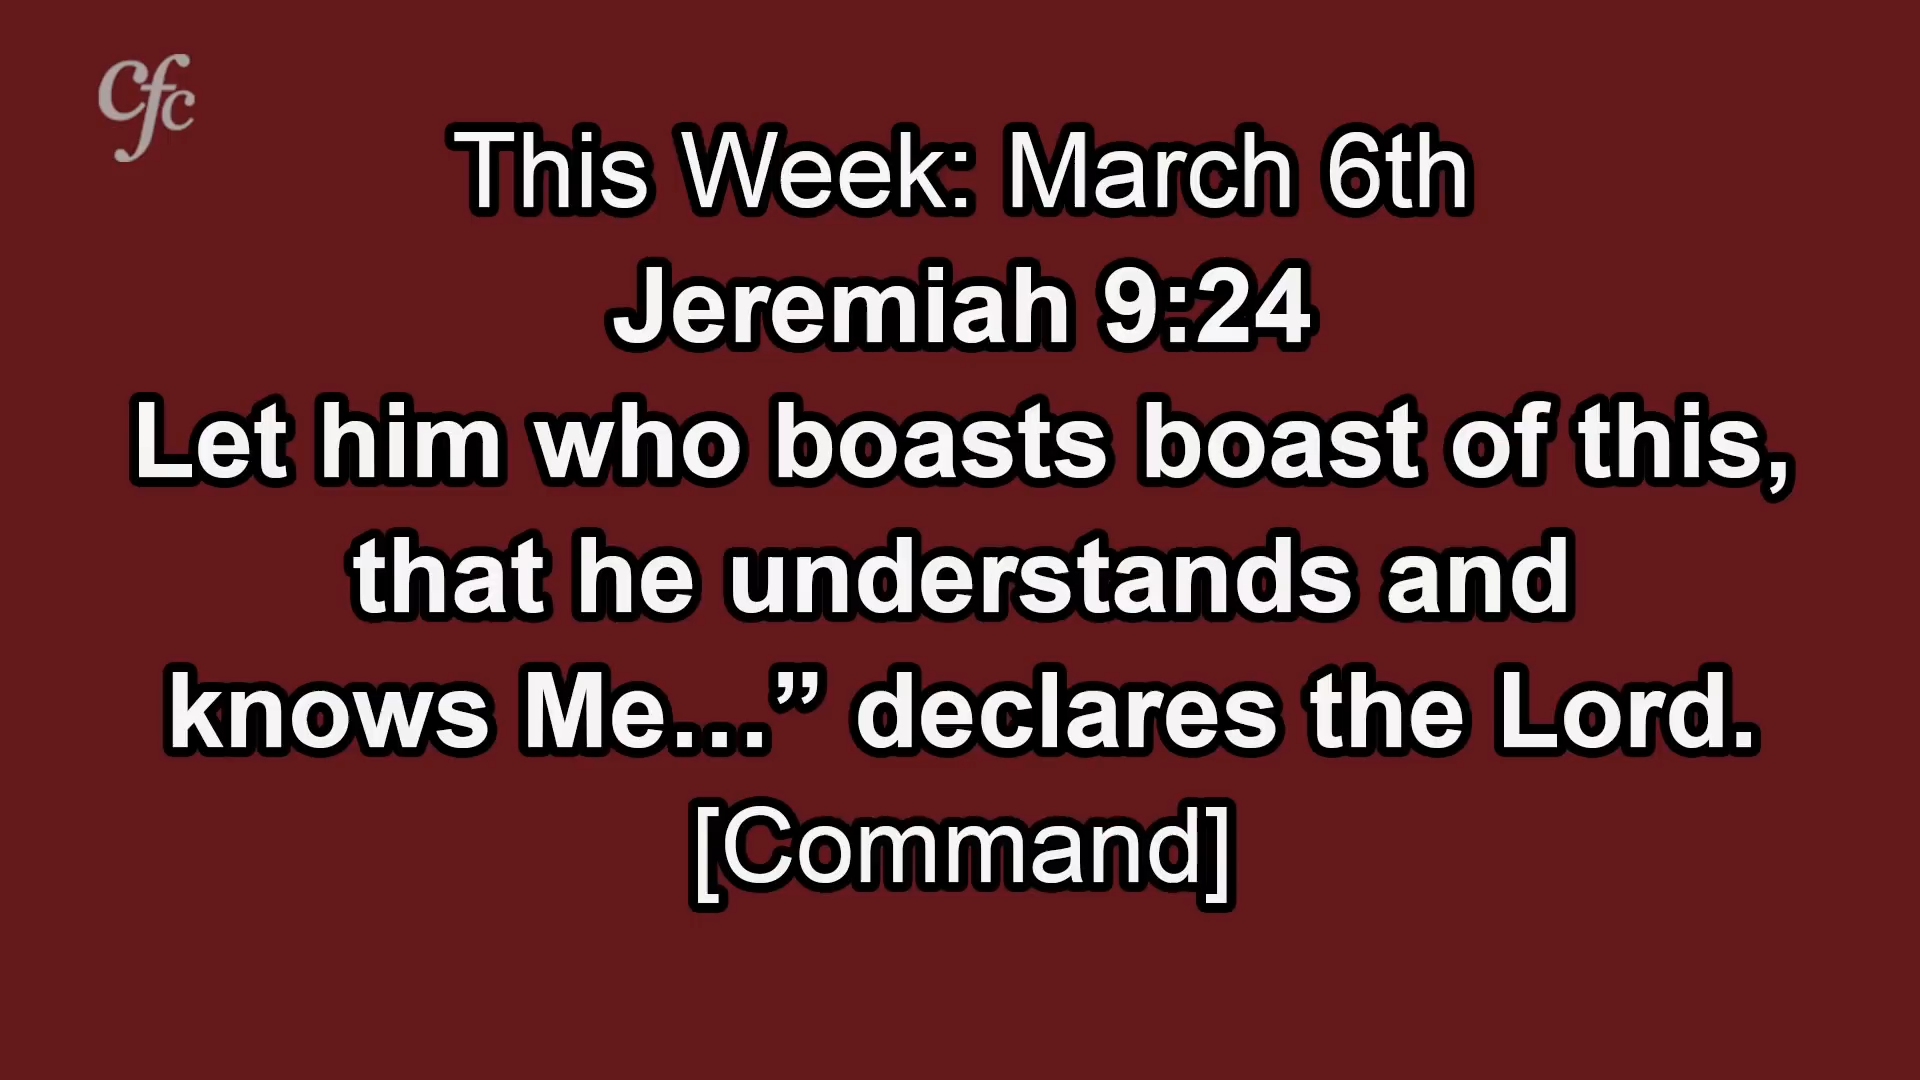 cfc
This Week: March 6th
Jeremiah 9:24
Let him who boasts boast of this,
that he understands and
knows Me…” declares the Lord.
[Command]